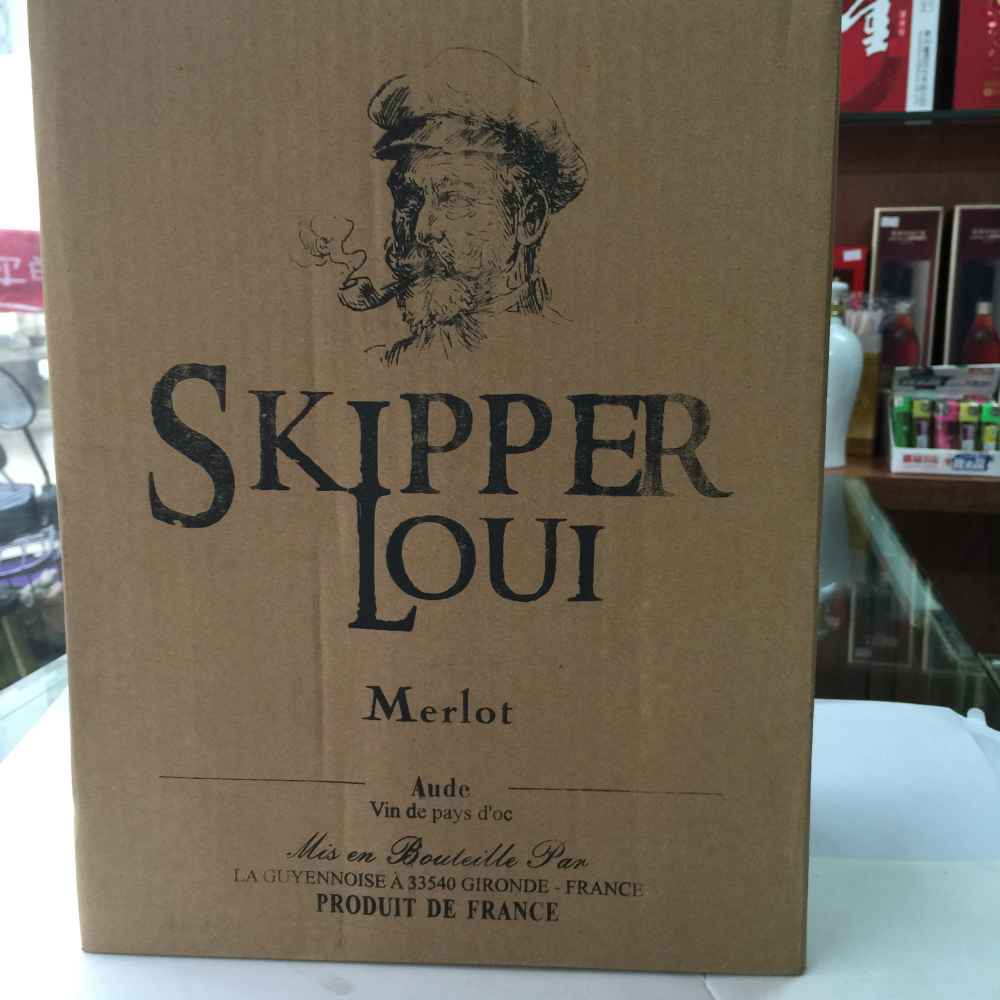 SKIPPER
LOUI
Merlot
Aude
Vin de pays d'oc
Mis en Bouteille Par
LA GUYENNOISE À 33540 GIRONDE - FRANCE
PRODUIT DE FRANCE